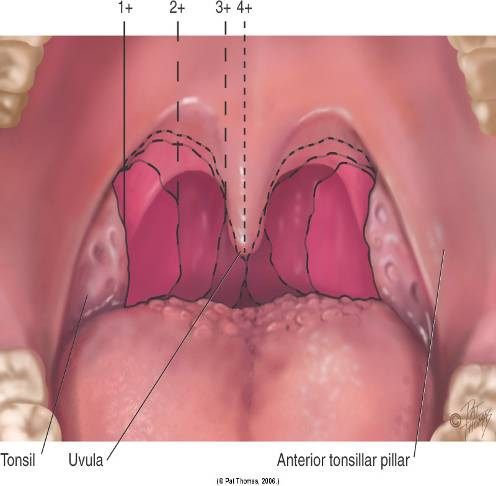 1+ 2+ 3+ 4+
Tonsil Uvula Anterior tonsillar pillar
(© Pat Thomas, 2006.)